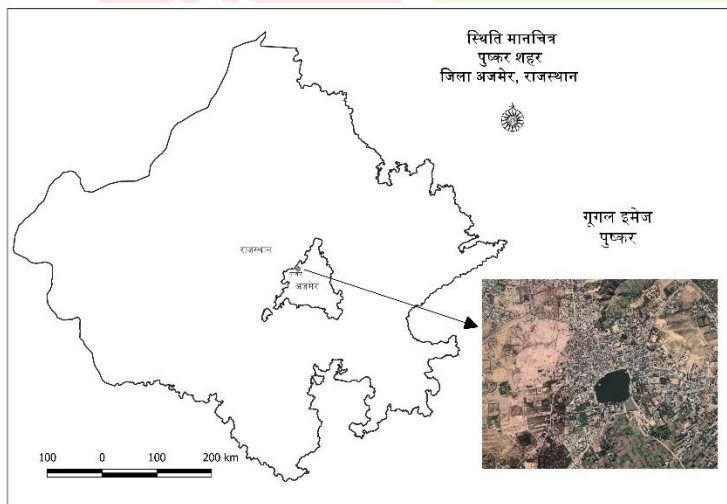 स्थिति मानचित्र
पुष्कर शहर
जिला अजमेर, राजस्थान
गूगल इमेज
पुष्कर
राजस्थान
अजमेर
100 0 100 200 km